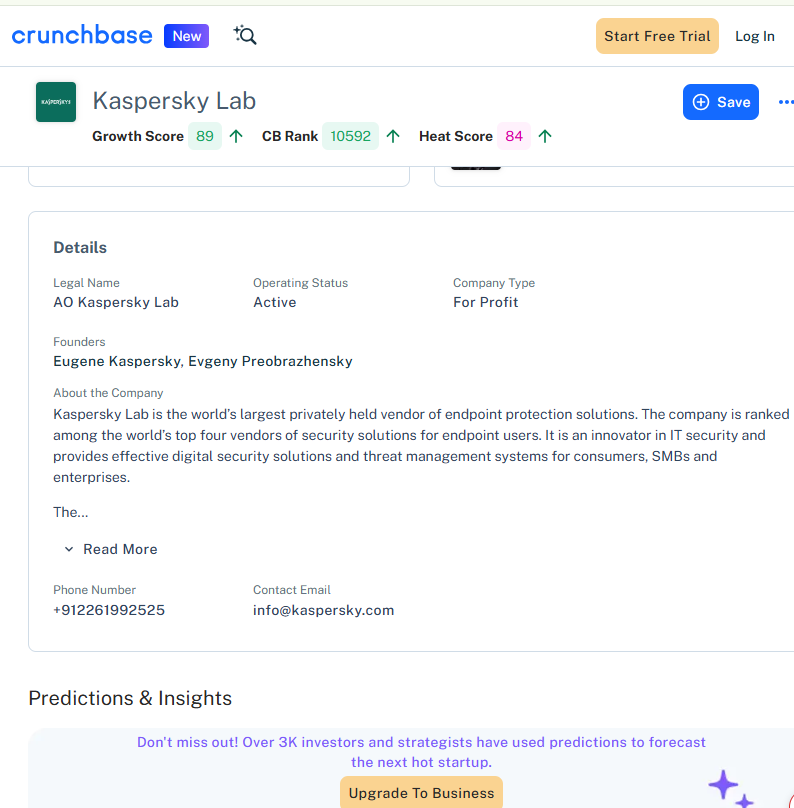 crunchbase New Start Free Trial Log In
KASPERSKY
Kaspersky Lab
Save
Growth Score 89 CB Rank 10592 Heat Score 84
Details
Legal Name Operating Status Company Type
AO Kaspersky Lab Active For Profit
Founders
Eugene Kaspersky, Evgeny Preobrazhensky
About the Company
Kaspersky Lab is the world’s largest privately held vendor of endpoint protection solutions. The company is ranked
among the world’s top four vendors of security solutions for endpoint users. It is an innovator in IT security and
provides effective digital security solutions and threat management systems for consumers, SMBs and
enterprises.
The...
Read More
Phone Number Contact Email
+912261992525 info@kaspersky.com
Predictions & Insights
Don't miss out! Over 3K investors and strategists have used predictions to forecast
the next hot startup.
Upgrade To Business